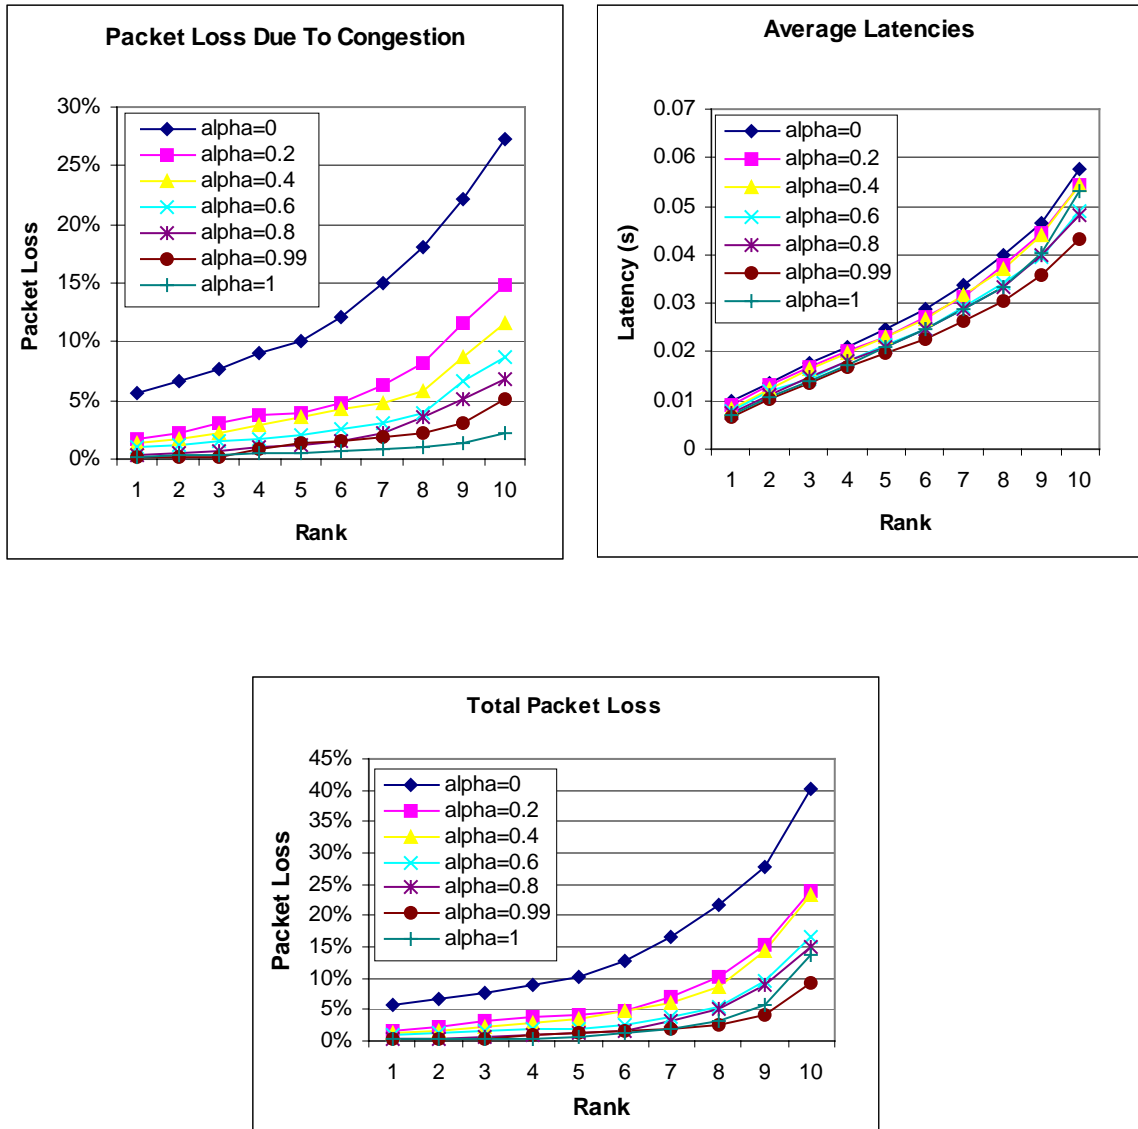 Packet Loss Due To Congestion
30%
25%
20%
15%
10%
5%
0%
Packet Loss
alpha=0
alpha=0.2
alpha=0.4
alpha=0.6
alpha=0.8
alpha=0.99
alpha=1
1 2 3 4 5 6 7 8 9 10
Rank
Average Latencies
0.07
0.06
0.05
0.04
0.03
0.02
0.01
0
Latency (s)
alpha=0
alpha=0.2
alpha=0.4
alpha=0.6
alpha=0.8
alpha=0.99
alpha=1
1 2 3 4 5 6 7 8 9 10
Rank
Total Packet Loss
45%
40%
35%
30%
25%
20%
15%
10%
5%
0%
Packet Loss
alpha=0
alpha=0.2
alpha=0.4
alpha=0.6
alpha=0.8
alpha=0.99
alpha=1
1 2 3 4 5 6 7 8 9 10
Rank